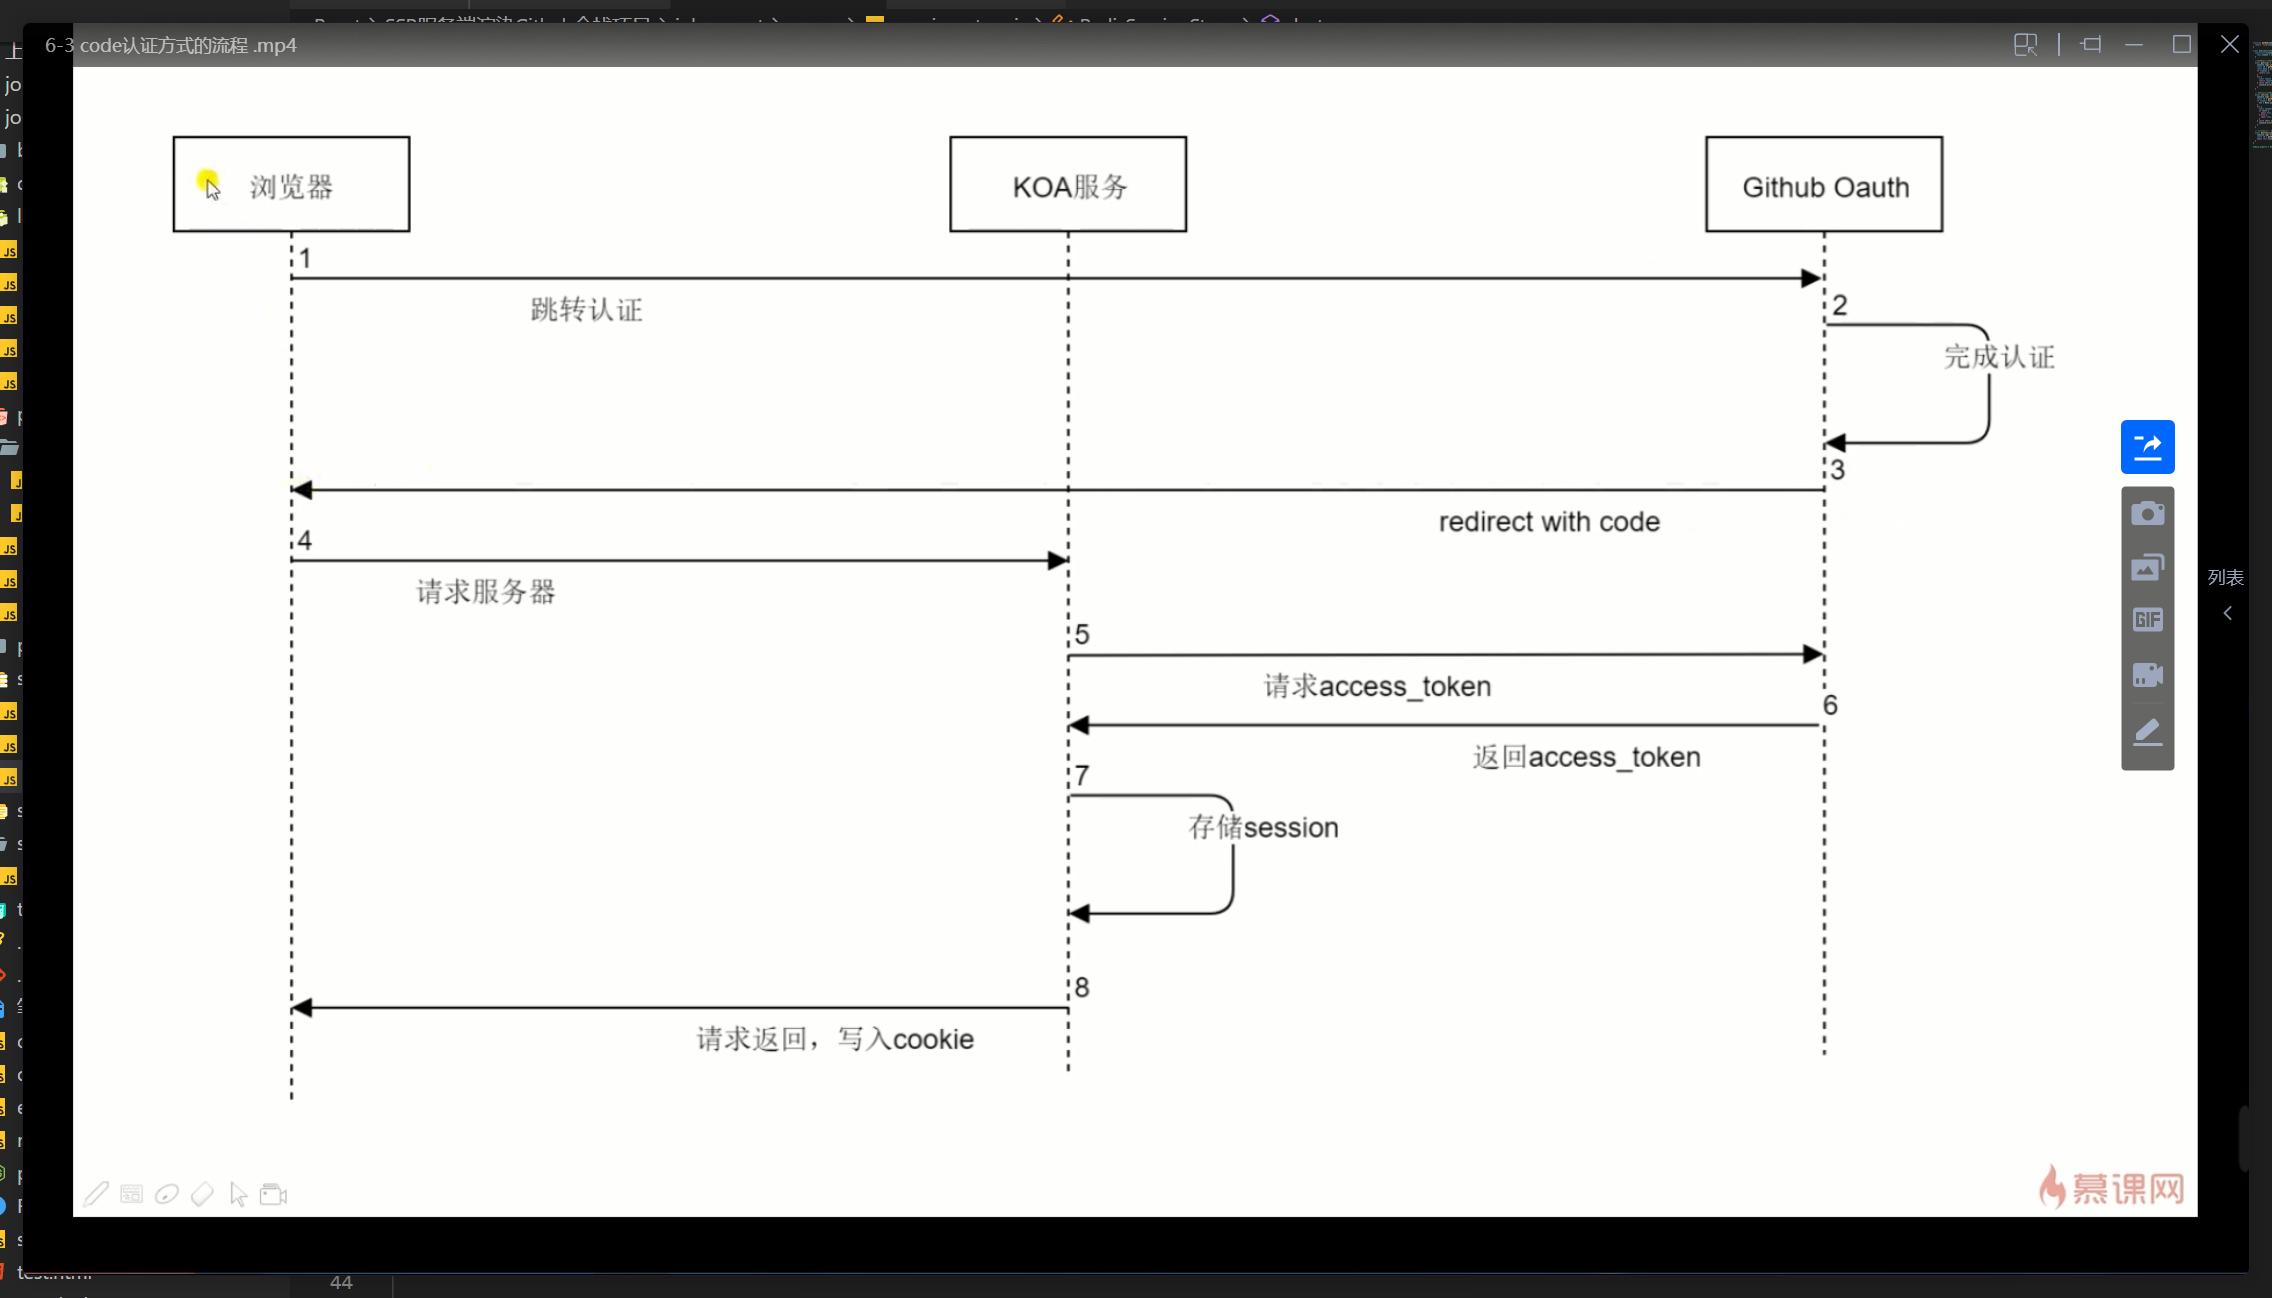 6-3 code认证方式的流程 .mp4
浏览器
KOA服务
Github Oauth
1
跳转认证
2
完成认证
3
redirect with code
4
请求服务器
5
请求access_token
6
返回access_token
7
存储session
8
请求返回，写入cookie
GIF
列表
慕课网
44